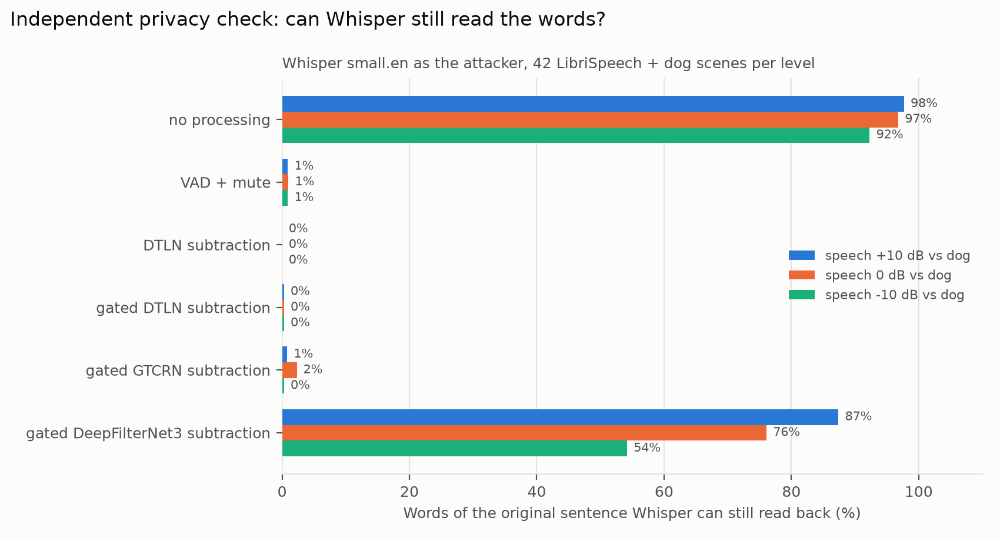 Independent privacy check: can Whisper still read the words?
Whisper small.en as the attacker, 42 LibriSpeech + dog scenes per level
no processing
98%
97%
92%
VAD + mute
1%
1%
1%
DTLN subtraction
0%
0%
0%
gated DTLN subtraction
0%
0%
0%
gated GTCRN subtraction
1%
2%
0%
gated DeepFilterNet3 subtraction
87%
76%
54%
speech +10 dB vs dog
speech 0 dB vs dog
speech -10 dB vs dog
0 20 40 60 80 100
Words of the original sentence Whisper can still read back (%)